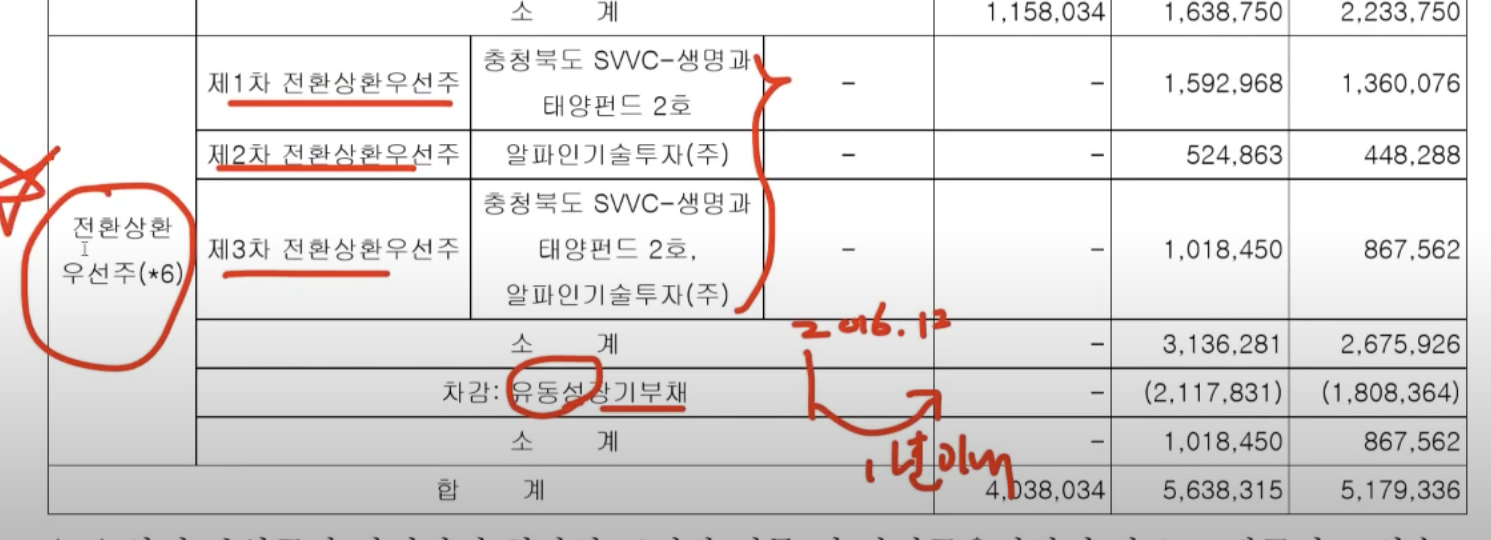 소 계 1,158,034 1,638,750 2,233,750
전환상환
우선주(*6)
제1차 전환상환우선주
충청북도 SVVC-생명과
태양펀드 2호
- - 1,592,968 1,360,076
제2차 전환상환우선주 알파인기술투자(주) - - 524,863 448,288
제3차 전환상환우선주
충청북도 SVVC-생명과
태양펀드 2호,
알파인기술투자(주)
- - 1,018,450 867,562
2016.12
소 계 - 3,136,281 2,675,926
차감: 유동성장기부채 - (2,117,831) (1,808,364)
소 계 - 1,018,450 867,562
1년이내
합 계 4,038,034 5,638,315 5,179,336